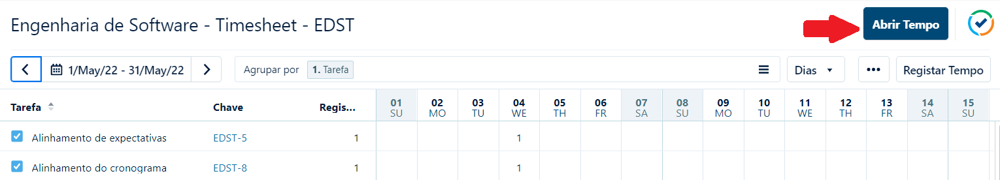 Engenharia de Software - Timesheet - EDST
Abrir Tempo
1/May/22 - 31/May/22
Agrupar por 1. Tarefa
Dias
Registar Tempo
Tarefa Chave Regis... 01 02 03 04 05 06 07 08 09 10 11 12 13 14 15
SU MO TU WE TH FR SA SU MO TU WE TH FR SA SU
Alinhamento de expectativas EDST-5 1 1
Alinhamento do cronograma EDST-8 1 1